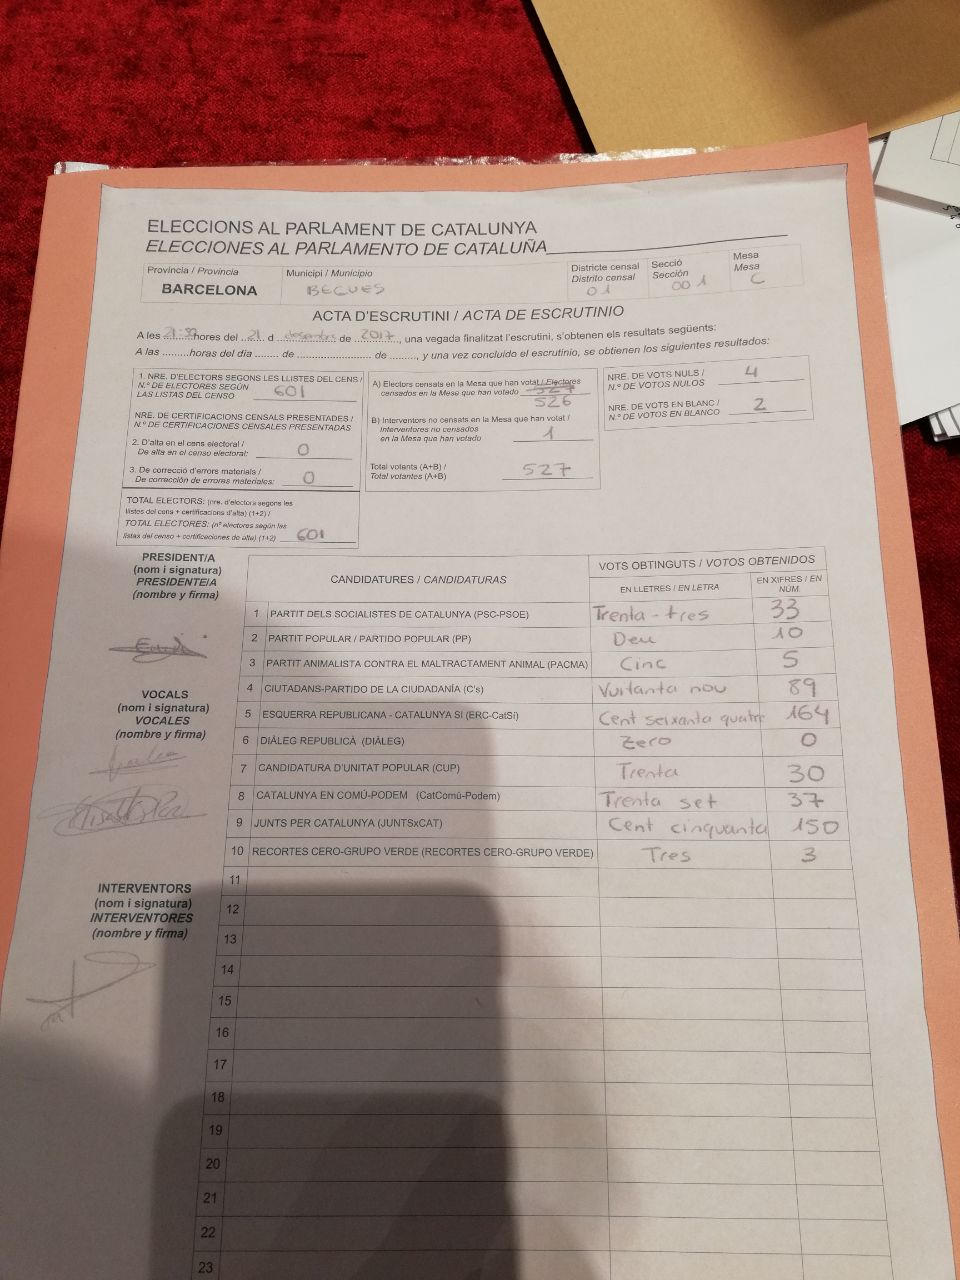 ELECCIONS AL PARLAMENT DE CATALUNYA
ELECCIONES AL PARLAMENTO DE CATALUÑA
Província / Provincia
BARCELONA
Municipi / Municipio
BEGUES
Districte censal
Distrito censal
01
Secció
Sección
001
Mesa
Mesa
C
ACTA D'ESCRUTINI / ACTA DE ESCRUTINIO
A les hores del 21 d desembre de 2017, una vegada finalitzat l'escrutini, s'obtenen els resultats següents:
A las .........horas del día ....... de ...................... de ........, y una vez concluido el escrutinio, se obtienen los siguientes resultados:
1. NRE. D'ELECTORS SEGONS LES LLISTES DEL CENS /
N.º DE ELECTORES SEGÚN
LAS LISTAS DEL CENSO 601
NRE. DE CERTIFICACIONS CENSALS PRESENTADES /
N.º DE CERTIFICACIONES CENSALES PRESENTADAS
2. D'alta en el cens electoral /
De alta en el censo electoral: 0
3. De correcció d'errors materials /
De corrección de errores materiales: 0
TOTAL ELECTORS: (nre. d'electors segons les
llistes del cens + certificacions d'alta) (1+2) /
TOTAL ELECTORES: (nº electores según las
listas del censo + certificaciones de alta) (1+2) 601
A) Electors censats en la Mesa que han votat / Electores
censados en la Mesa que han votado 527
526
B) Interventors no censats en la Mesa que han votat /
Interventores no censados
en la Mesa que han votado 1
Total votants (A+B) /
Total votantes (A+B) 527
NRE. DE VOTS NULS /
N.º DE VOTOS NULOS 4
NRE. DE VOTS EN BLANC /
N.º DE VOTOS EN BLANCO 2
PRESIDENT/A
(nom i signatura)
PRESIDENTE/A
(nombre y firma)
VOCALS
(nom i signatura)
VOCALES
(nombre y firma)
INTERVENTORS
(nom i signatura)
INTERVENTORES
(nombre y firma)
CANDIDATURES / CANDIDATURAS
VOTS OBTINGUTS / VOTOS OBTENIDOS
EN LLETRES / EN LETRA
EN XIFRES / EN NÚM.
1 PARTIT DELS SOCIALISTES DE CATALUNYA (PSC-PSOE) Trenta-tres 33
2 PARTIT POPULAR / PARTIDO POPULAR (PP) Deu 10
3 PARTIT ANIMALISTA CONTRA EL MALTRACTAMENT ANIMAL (PACMA) Cinc 5
4 CIUTADANS-PARTIDO DE LA CIUDADANÍA (C's) Vuitanta nou 89
5 ESQUERRA REPUBLICANA - CATALUNYA SÍ (ERC-CatSí) Cent seixanta quatre 164
6 DIÀLEG REPUBLICÀ (DIÀLEG) Zero 0
7 CANDIDATURA D'UNITAT POPULAR (CUP) Trenta 30
8 CATALUNYA EN COMÚ-PODEM (CatComú-Podem) Trenta set 37
9 JUNTS PER CATALUNYA (JUNTSxCAT) Cent cinquanta 150
10 RECORTES CERO-GRUPO VERDE (RECORTES CERO-GRUPO VERDE) Tres 3
11
12
13
14
15
16
17
18
19
20
21
22
23